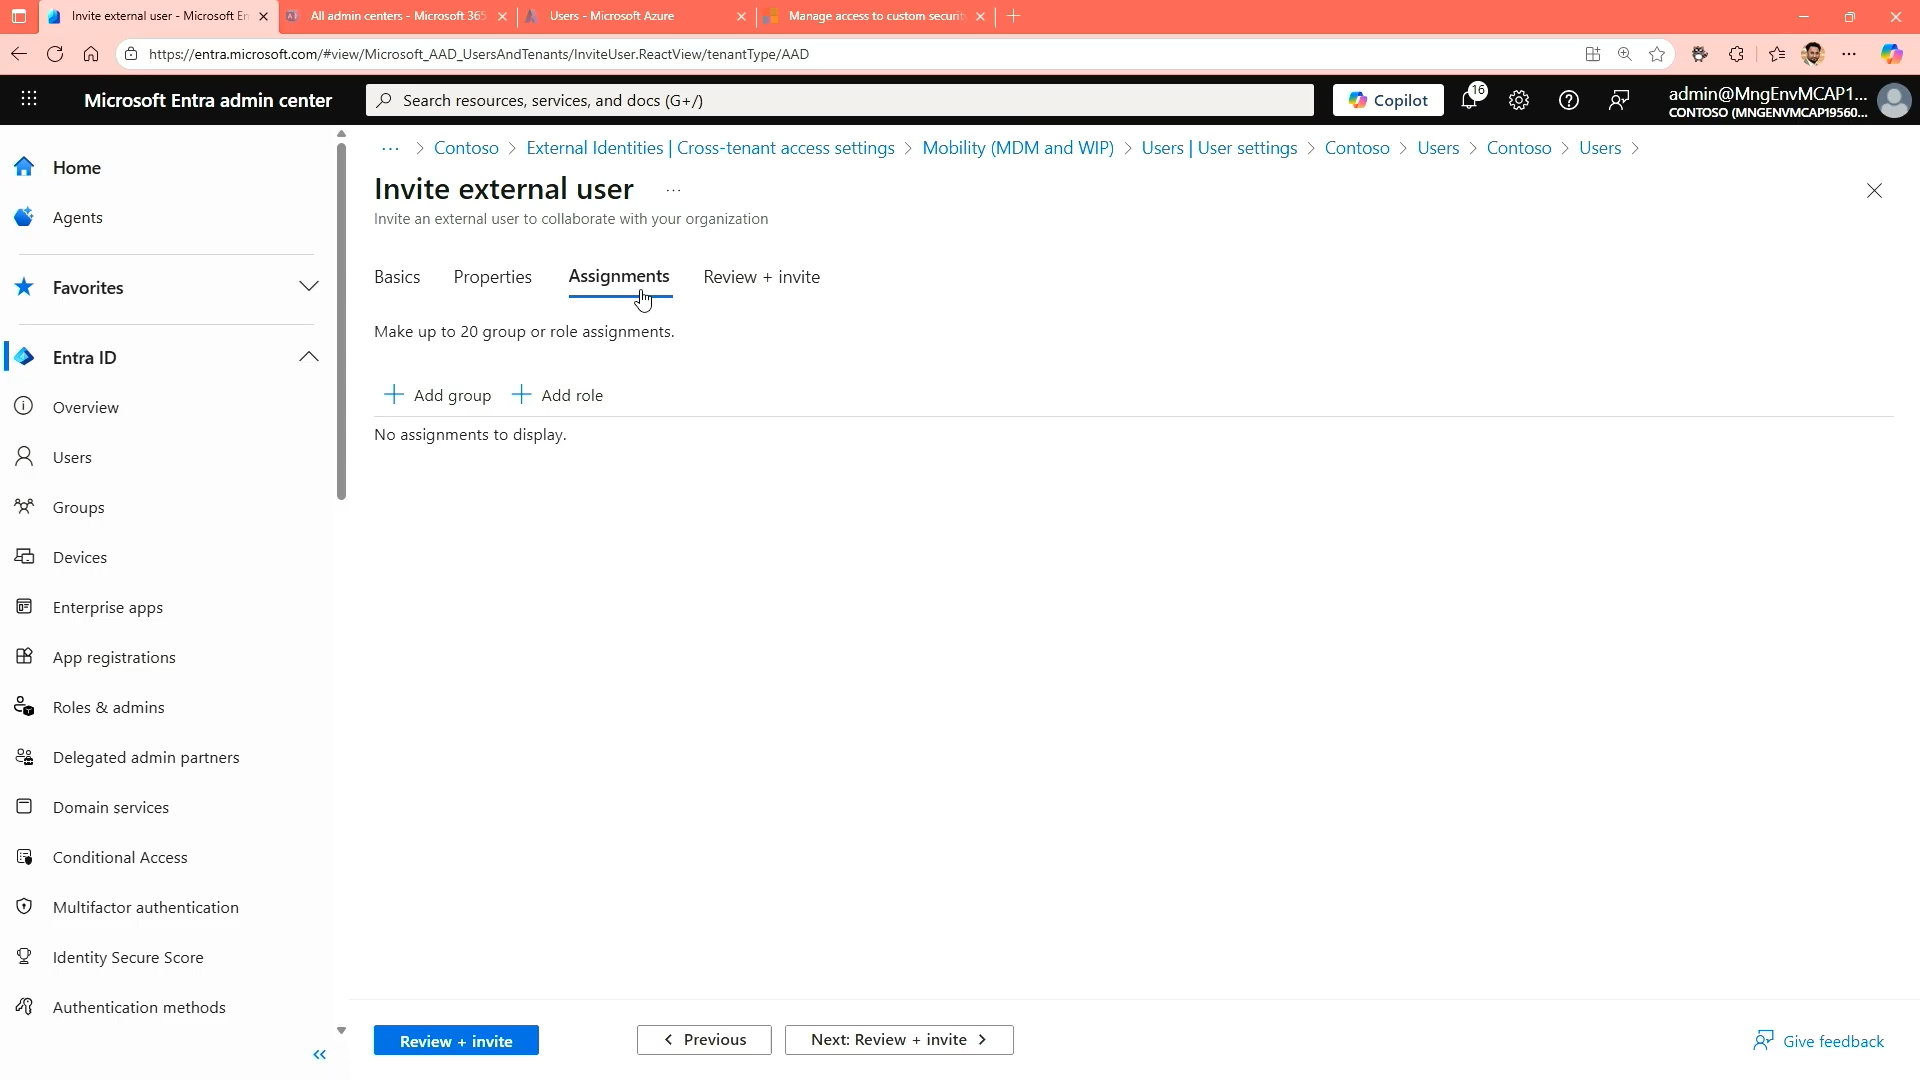 Invite external user - Microsoft En
All admin centers - Microsoft 365
Users - Microsoft Azure
Manage access to custom securit
https://entra.microsoft.com/#view/Microsoft_AAD_UsersAndTenants/InviteUser.ReactView/tenantType/AAD
Microsoft Entra admin center
Search resources, services, and docs (G+/)
Copilot
16
admin@MngEnvMCAP1...
CONTOSO (MNGENVMCAP19560...
Home
Agents
Favorites
Entra ID
Overview
Users
Groups
Devices
Enterprise apps
App registrations
Roles & admins
Delegated admin partners
Domain services
Conditional Access
Multifactor authentication
Identity Secure Score
Authentication methods
··· > Contoso > External Identities | Cross-tenant access settings > Mobility (MDM and WIP) > Users | User settings > Contoso > Users > Contoso > Users >
Invite external user ···
Invite an external user to collaborate with your organization
Basics Properties Assignments Review + invite
Make up to 20 group or role assignments.
+ Add group + Add role
No assignments to display.
Review + invite
< Previous
Next: Review + invite >
Give feedback